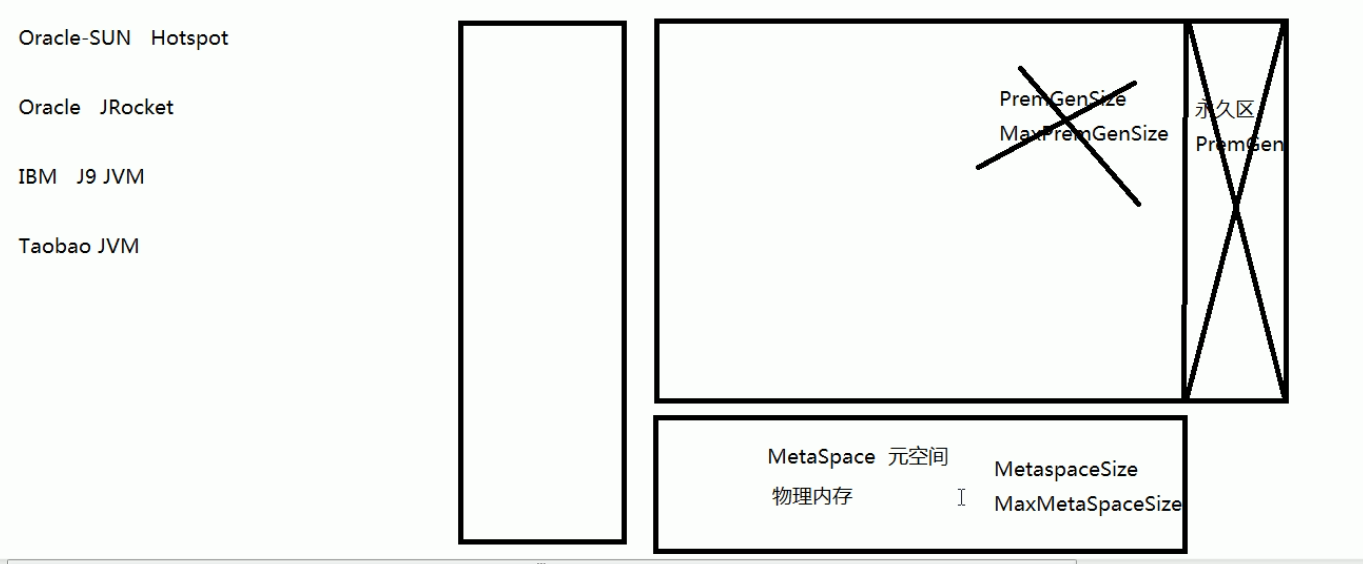 Oracle-SUN Hotspot
Oracle JRocket
IBM J9 JVM
Taobao JVM
PremGenSize
MaxPremGenSize
永久区
PremGen
MetaSpace 元空间
物理内存
MetaspaceSize
MaxMetaSpaceSize